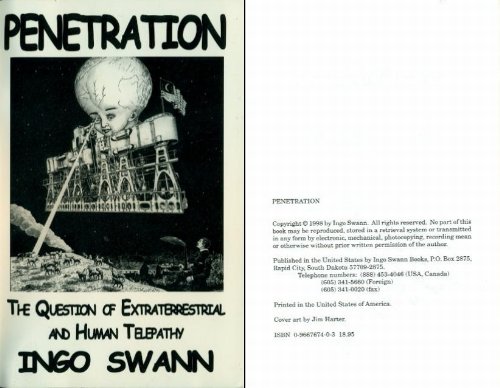 PENETRATION
THE QUESTION OF EXTRATERRESTRIAL
AND HUMAN TELEPATHY
INGO SWANN
PENETRATION
Copyright © 1998 by Ingo Swann. All rights reserved. No part of this
book may be reproduced, stored in a retrieval system or transmitted
in any form by electronic, mechanical, photocopying, recording mean
or otherwise without prior written permission of the author.
Published in the United States by Ingo Swann Books, P.O. Box 2875,
Rapid City, South Dakota 57709-2875.
Telephone numbers: (888) 453-4046 (USA, Canada)
(605) 341-5680 (Foreign)
(605) 341-0020 (fax)
Printed in the United States of America.
Cover art by Jim Harter.
ISBN 0-9667674-0-3 18.95